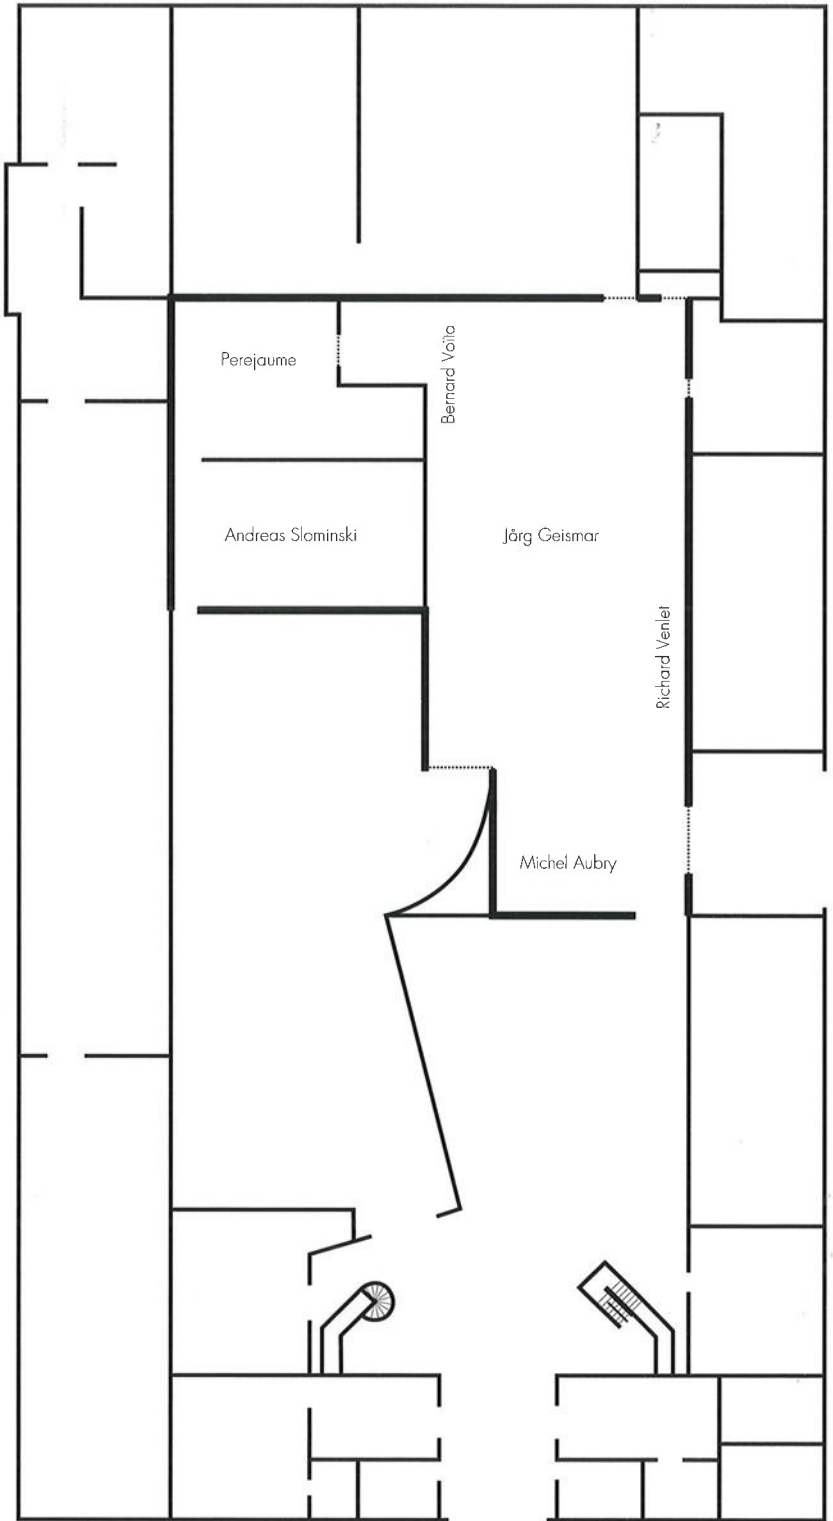 Perejaume
Bernard Voïta
Andreas Slominski
Jårg Geismar
Richard Venlet
Michel Aubry